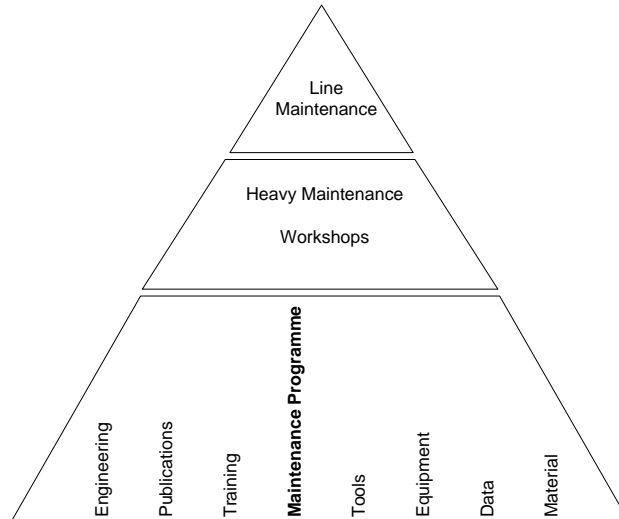 Line
Maintenance
Heavy Maintenance
Workshops
Engineering
Publications
Training
Maintenance Programme
Tools
Equipment
Data
Material